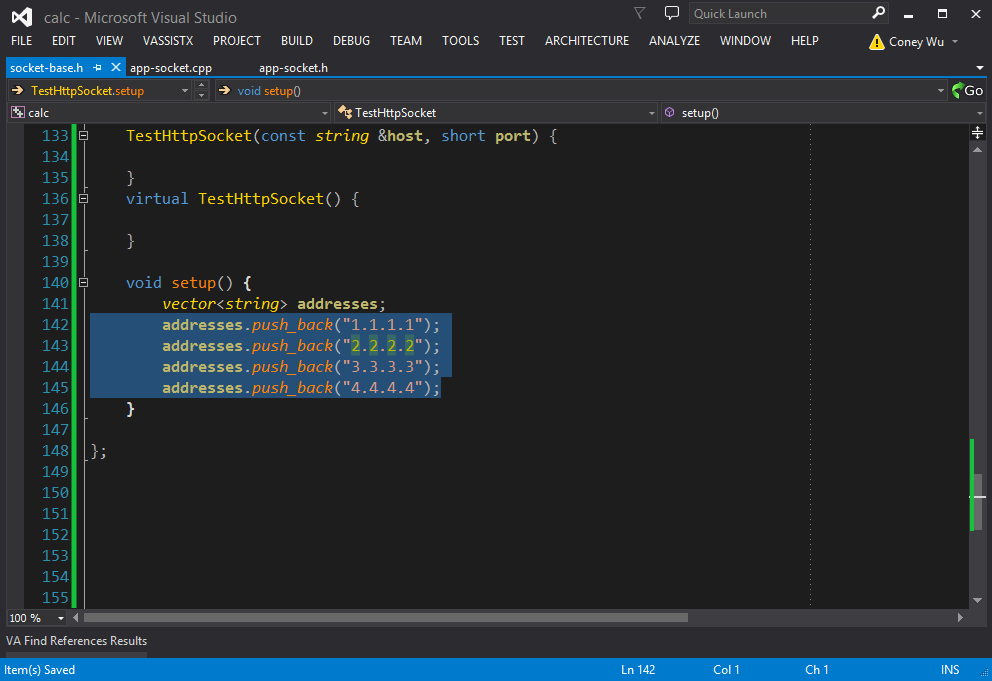 calc - Microsoft Visual Studio
Quick Launch
FILE EDIT VIEW VASSISTX PROJECT BUILD DEBUG TEAM TOOLS TEST ARCHITECTURE ANALYZE WINDOW HELP Coney Wu
socket-base.h app-socket.cpp app-socket.h
TestHttpSocket.setup void setup() Go
calc TestHttpSocket setup()
133 TestHttpSocket(const string &host, short port) {
134
135 }
136 virtual TestHttpSocket() {
137
138 }
139
140 void setup() {
141 vector<string> addresses;
142 addresses.push_back("1.1.1.1");
143 addresses.push_back("2.2.2.2");
144 addresses.push_back("3.3.3.3");
145 addresses.push_back("4.4.4.4");
146 }
147
148 };
149
150
151
152
153
154
155
100 %
VA Find References Results
Item(s) Saved Ln 142 Col 1 Ch 1 INS